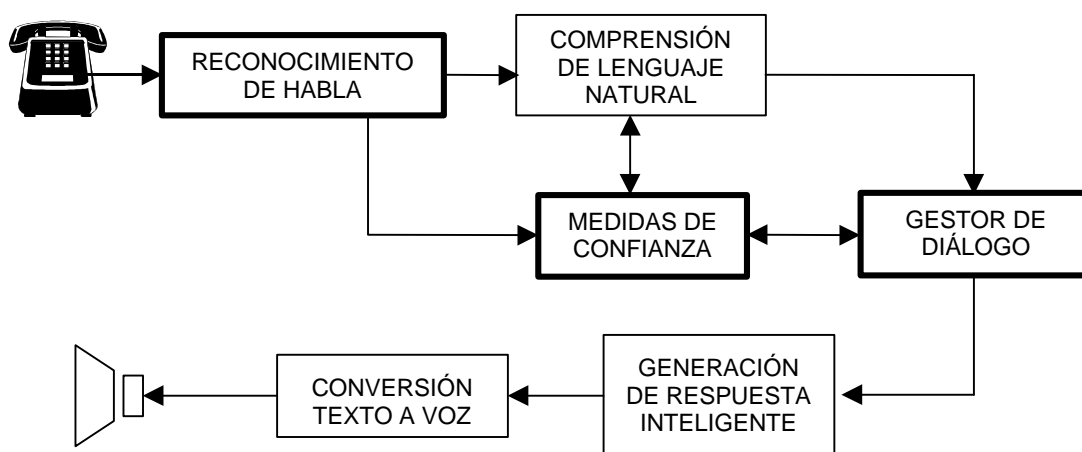 RECONOCIMIENTO
DE HABLA
COMPRENSIÓN
DE LENGUAJE
NATURAL
MEDIDAS DE
CONFIANZA
GESTOR DE
DIÁLOGO
GENERACIÓN
DE RESPUESTA
INTELIGENTE
CONVERSIÓN
TEXTO A VOZ